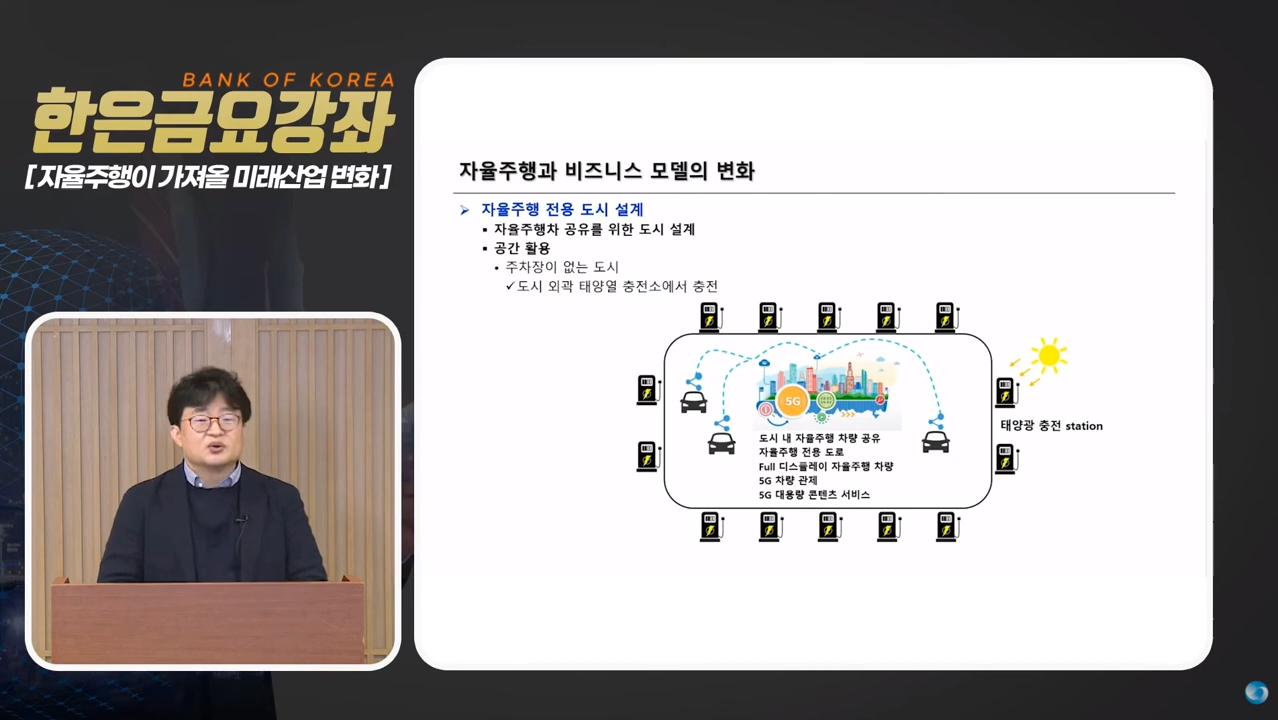 BANK OF KOREA
한은금요강좌
[ 자율주행이 가져올 미래산업 변화 ]
자율주행과 비즈니스 모델의 변화
➢ 자율주행 전용 도시 설계
▪ 자율주행차 공유를 위한 도시 설계
▪ 공간 활용
• 주차장이 없는 도시
✓도시 외곽 태양열 충전소에서 충전
5G
태양광 충전 station
도시 내 자율주행 차량 공유
자율주행 전용 도로
Full 디스플레이 자율주행 차량
5G 차량 관제
5G 대용량 콘텐츠 서비스